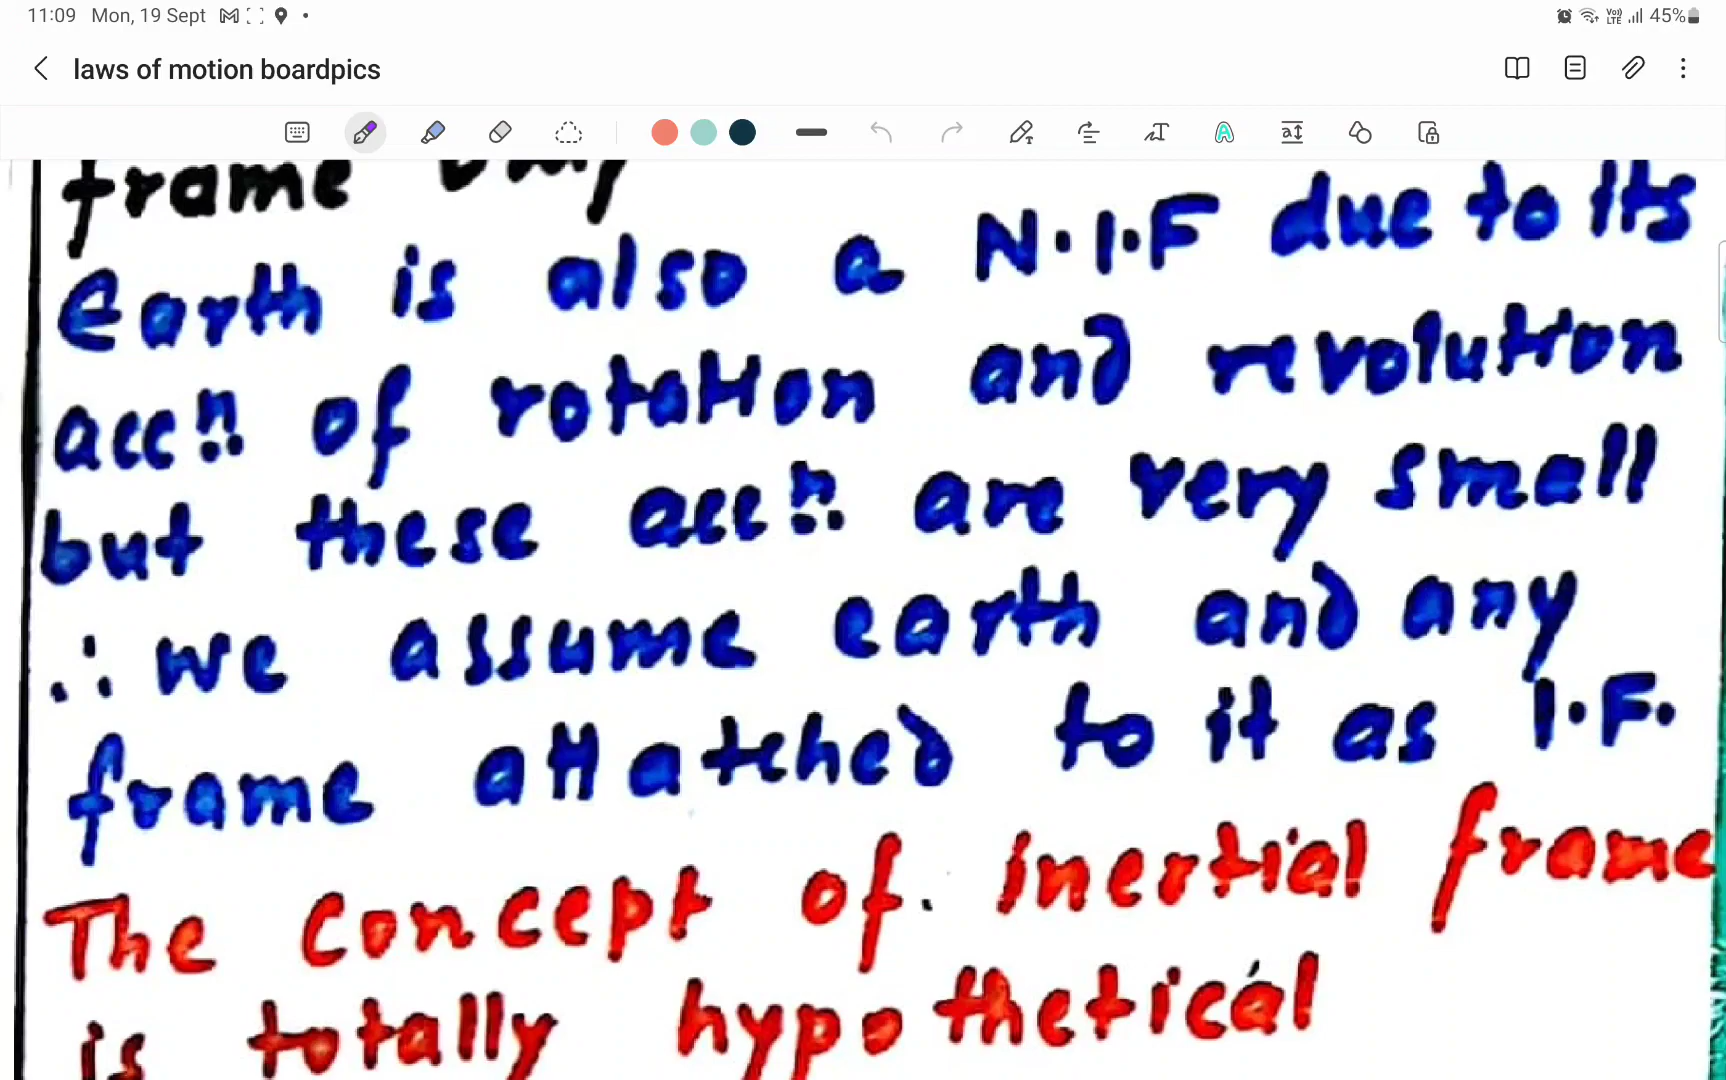 11:09 Mon, 19 Sept 45%
laws of motion boardpics
frame only
Earth is also a N.I.F due to its
accn of rotation and revolution
but these accn are very small
∴ we assume earth and any
frame attatched to it as I.F.
The concept of inertial frame
is totally hypothetical